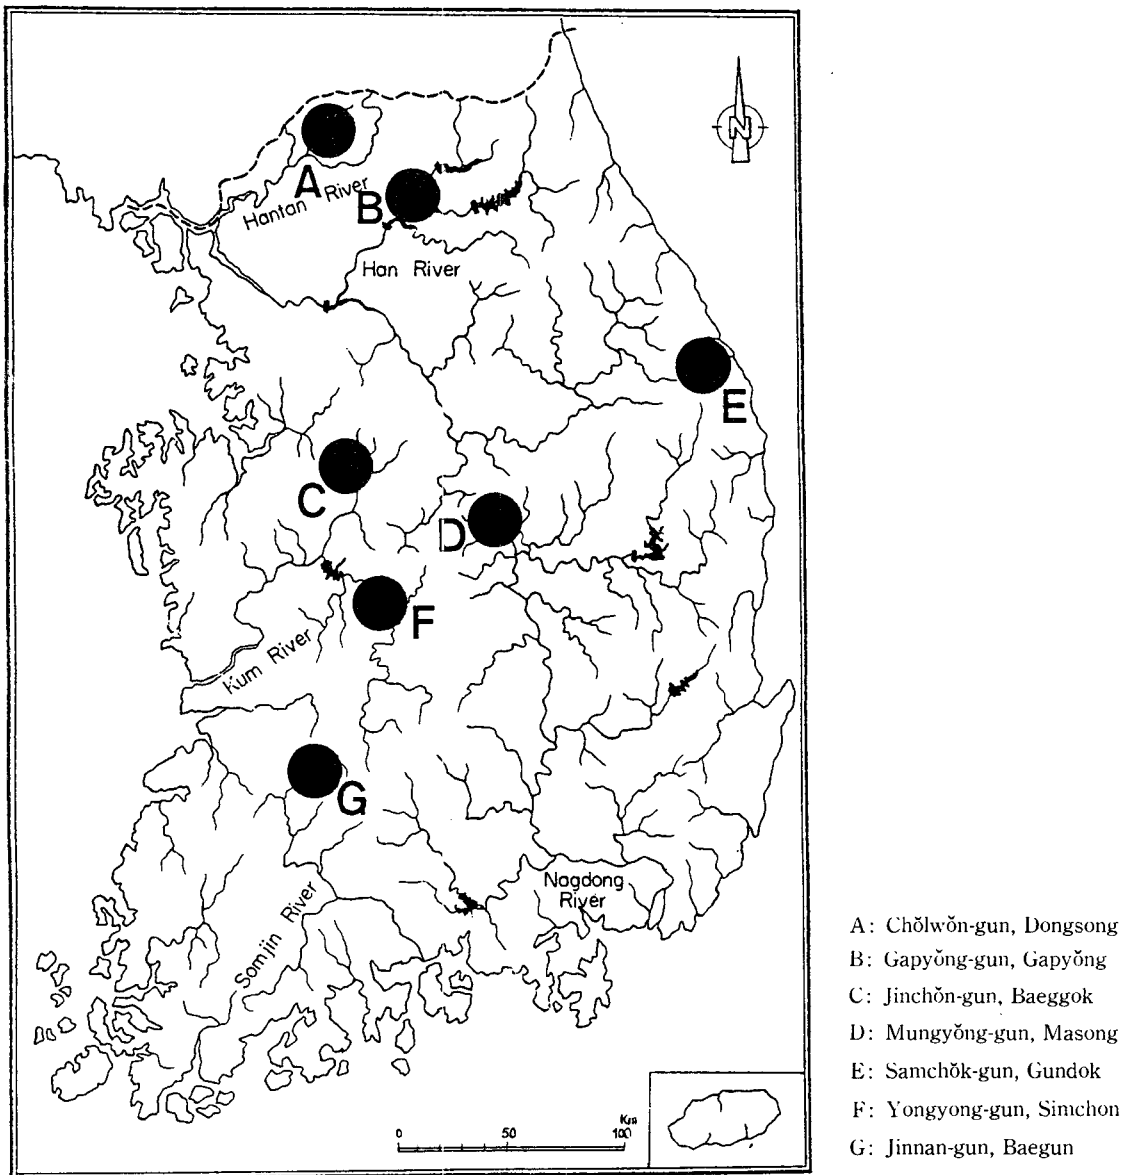 N
A
Hantan River
B
Han River
E
C
D
F
Kum River
G
Nagdong
River
Somjin River
Km
0 50 100
A: Chŏlwŏn-gun, Dongsong
B: Gapyŏng-gun, Gapyŏng
C: Jinchŏn-gun, Baeggok
D: Mungyŏng-gun, Masong
E: Samchŏk-gun, Gundok
F: Yongyong-gun, Simchon
G: Jinnan-gun, Baegun